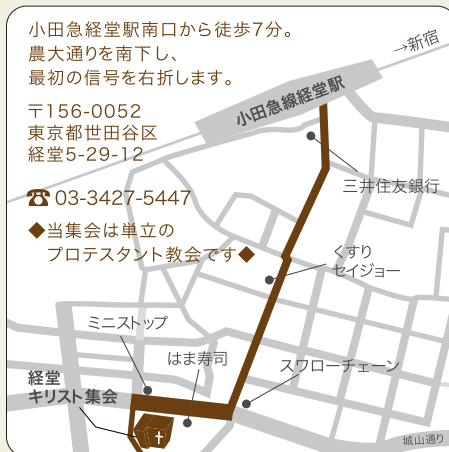 小田急経堂駅南口から徒歩7分。
農大通りを南下し、
最初の信号を右折します。
〒156-0052
東京都世田谷区
経堂5-29-12
☎ 03-3427-5447
◆当集会は単立の
プロテスタント教会です◆
→新宿
小田急線経堂駅
三井住友銀行
くすり
セイジョー
ミニストップ
はま寿司
スワローチェーン
経堂
キリスト集会
城山通り